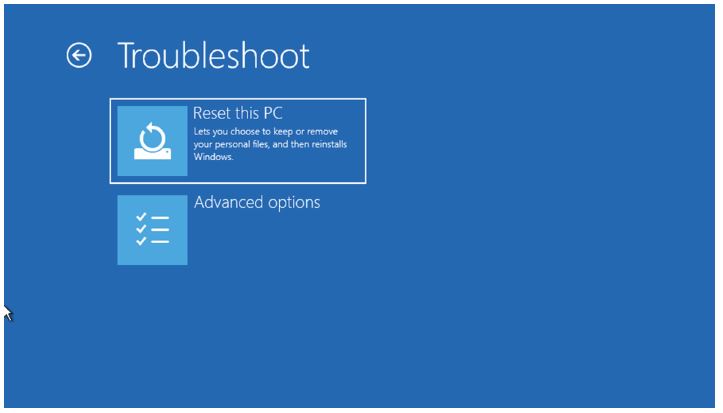 Troubleshoot
Reset this PC
Lets you choose to keep or remove
your personal files, and then reinstalls
Windows.
Advanced options